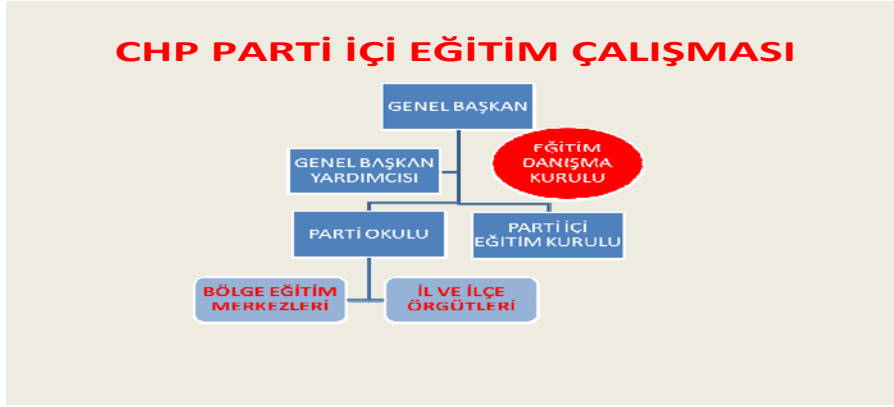 CHP PARTİ İÇİ EĞİTİM ÇALIŞMASI
GENEL BAŞKAN
EĞİTİM
DANIŞMA
KURULU
GENEL BAŞKAN
YARDIMCISI
PARTİ OKULU
PARTİ İÇİ
EĞİTİM KURULU
BÖLGE EĞİTİM
MERKEZLERİ
İL VE İLÇE
ÖRGÜTLERİ